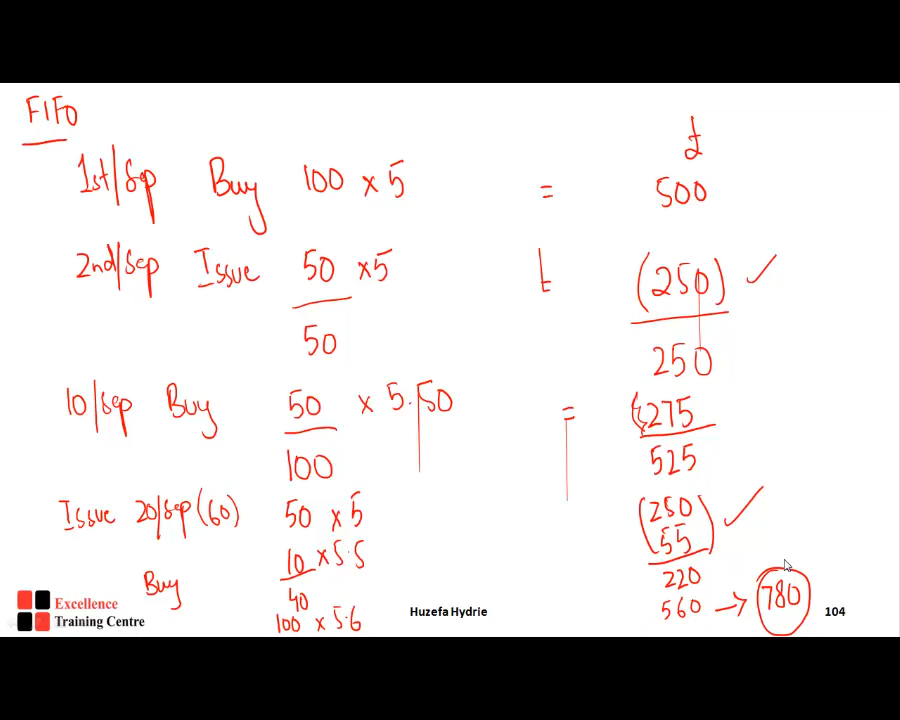 FIFO
£
1st/Sep Buy 100 x 5 = 500
2nd/Sep Issue 50 x5 (250)
50 250
10/Sep Buy 50 x 5.50 = 275
100 525
Issue 20/Sep (60) 50 x 5 (250
10 x 5.5 55)
40 220
Buy 100 x 5.6 560 → 780
Excellence
Training Centre
Huzefa Hydrie
104